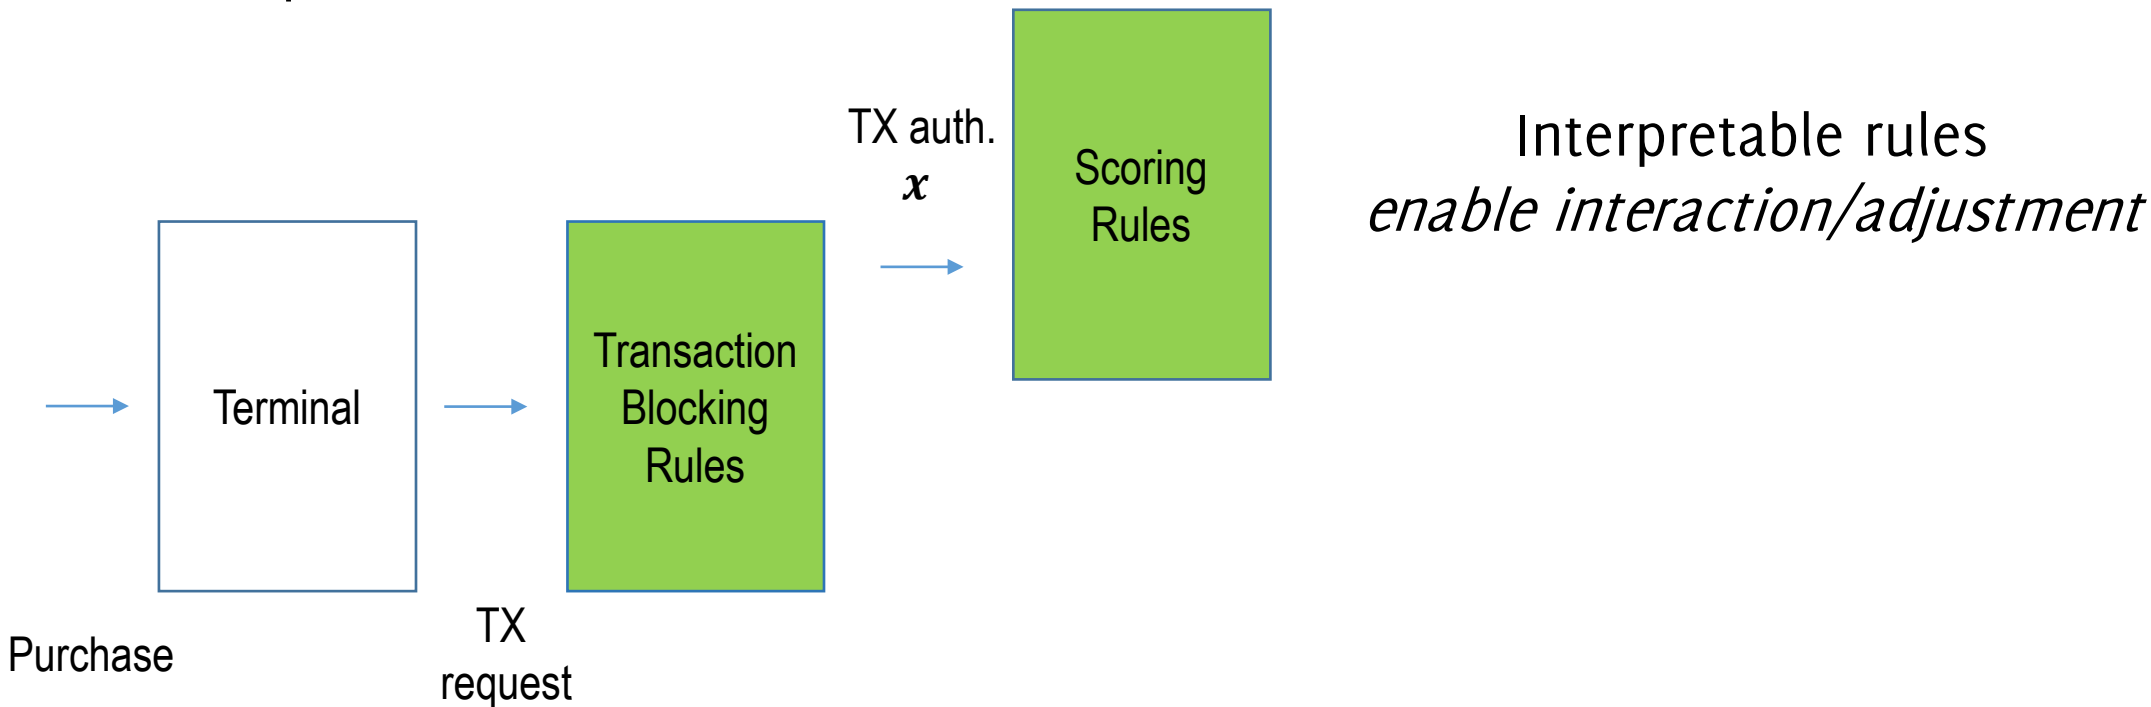 Purchase
Terminal
TX
request
Transaction
Blocking
Rules
TX auth.
x
Scoring
Rules
Interpretable rules
enable interaction/adjustment